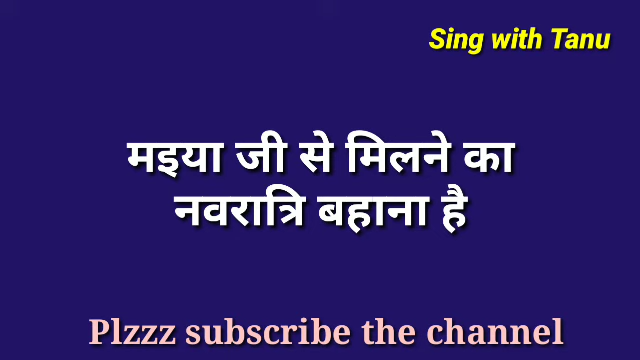 Sing with Tanu
मइया जी से मिलने का
नवरात्रि बहाना है
Plzzz subscribe the channel